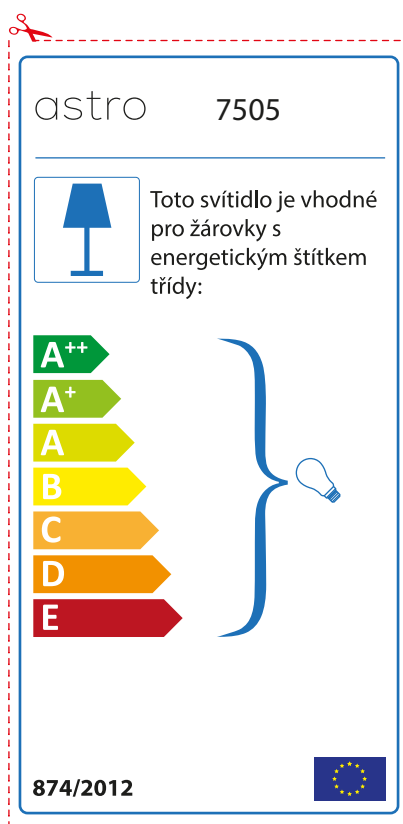 astro 7505
Toto svítidlo je vhodné
pro žárovky s
energetickým štítkem
třídy:
A++
A+
A
B
C
D
E
874/2012